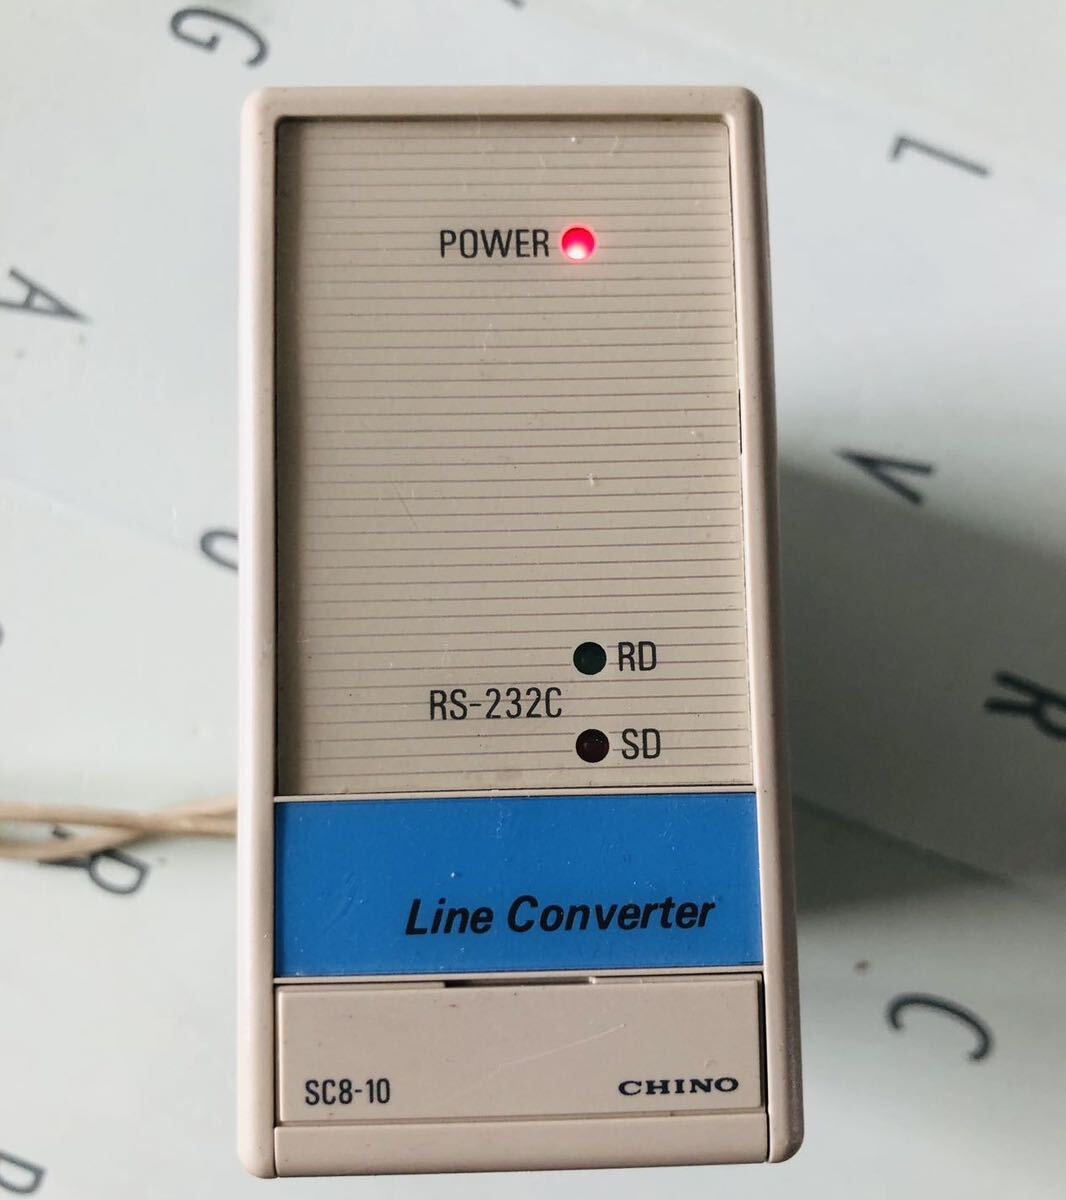 POWER
RD
RS-232C
SD
Line Converter
SC8-10
CHINO
G
L
A
V
U
R
R
C
R